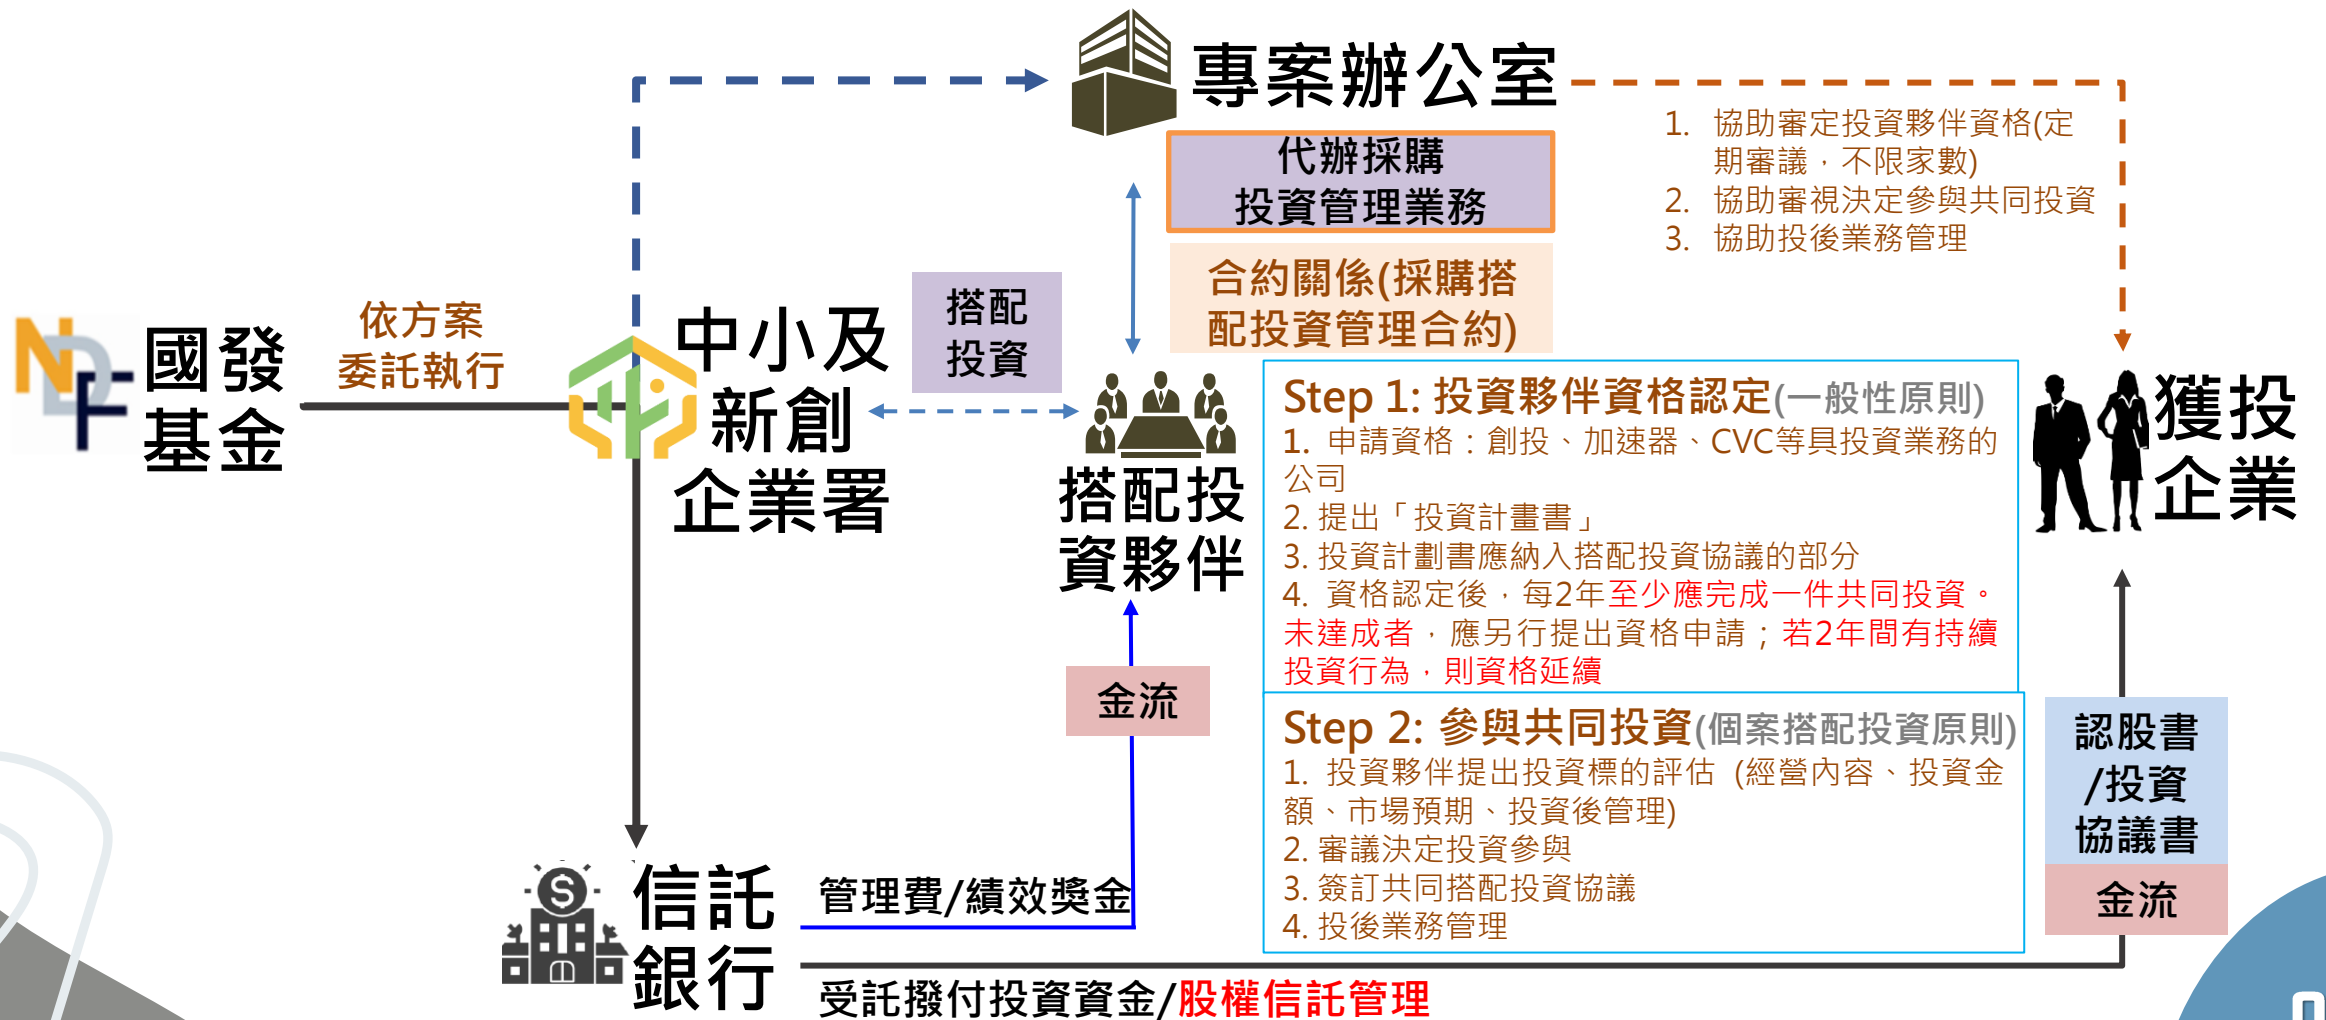 專案辦公室
代辦採購
投資管理業務
合約關係(採購搭
配投資管理合約)
1. 協助審定投資夥伴資格(定
期審議，不限家數)
2. 協助審視決定參與共同投資
3. 協助投後業務管理
NDF
國發
基金
依方案
委託執行
中小及
新創
企業署
搭配
投資
搭配投
資夥伴
Step 1: 投資夥伴資格認定(一般性原則)
1. 申請資格：創投、加速器、CVC等具投資業務的
公司
2. 提出「投資計畫書」
3. 投資計劃書應納入搭配投資協議的部分
4. 資格認定後，每2年至少應完成一件共同投資。
未達成者，應另行提出資格申請；若2年間有持續
投資行為，則資格延續
Step 2: 參與共同投資(個案搭配投資原則)
1. 投資夥伴提出投資標的評估 (經營內容、投資金
額、市場預期、投資後管理)
2. 審議決定投資參與
3. 簽訂共同搭配投資協議
4. 投後業務管理
獲投
企業
金流
認股書
/投資
協議書
金流
信託
銀行
管理費/績效獎金
受託撥付投資資金/股權信託管理